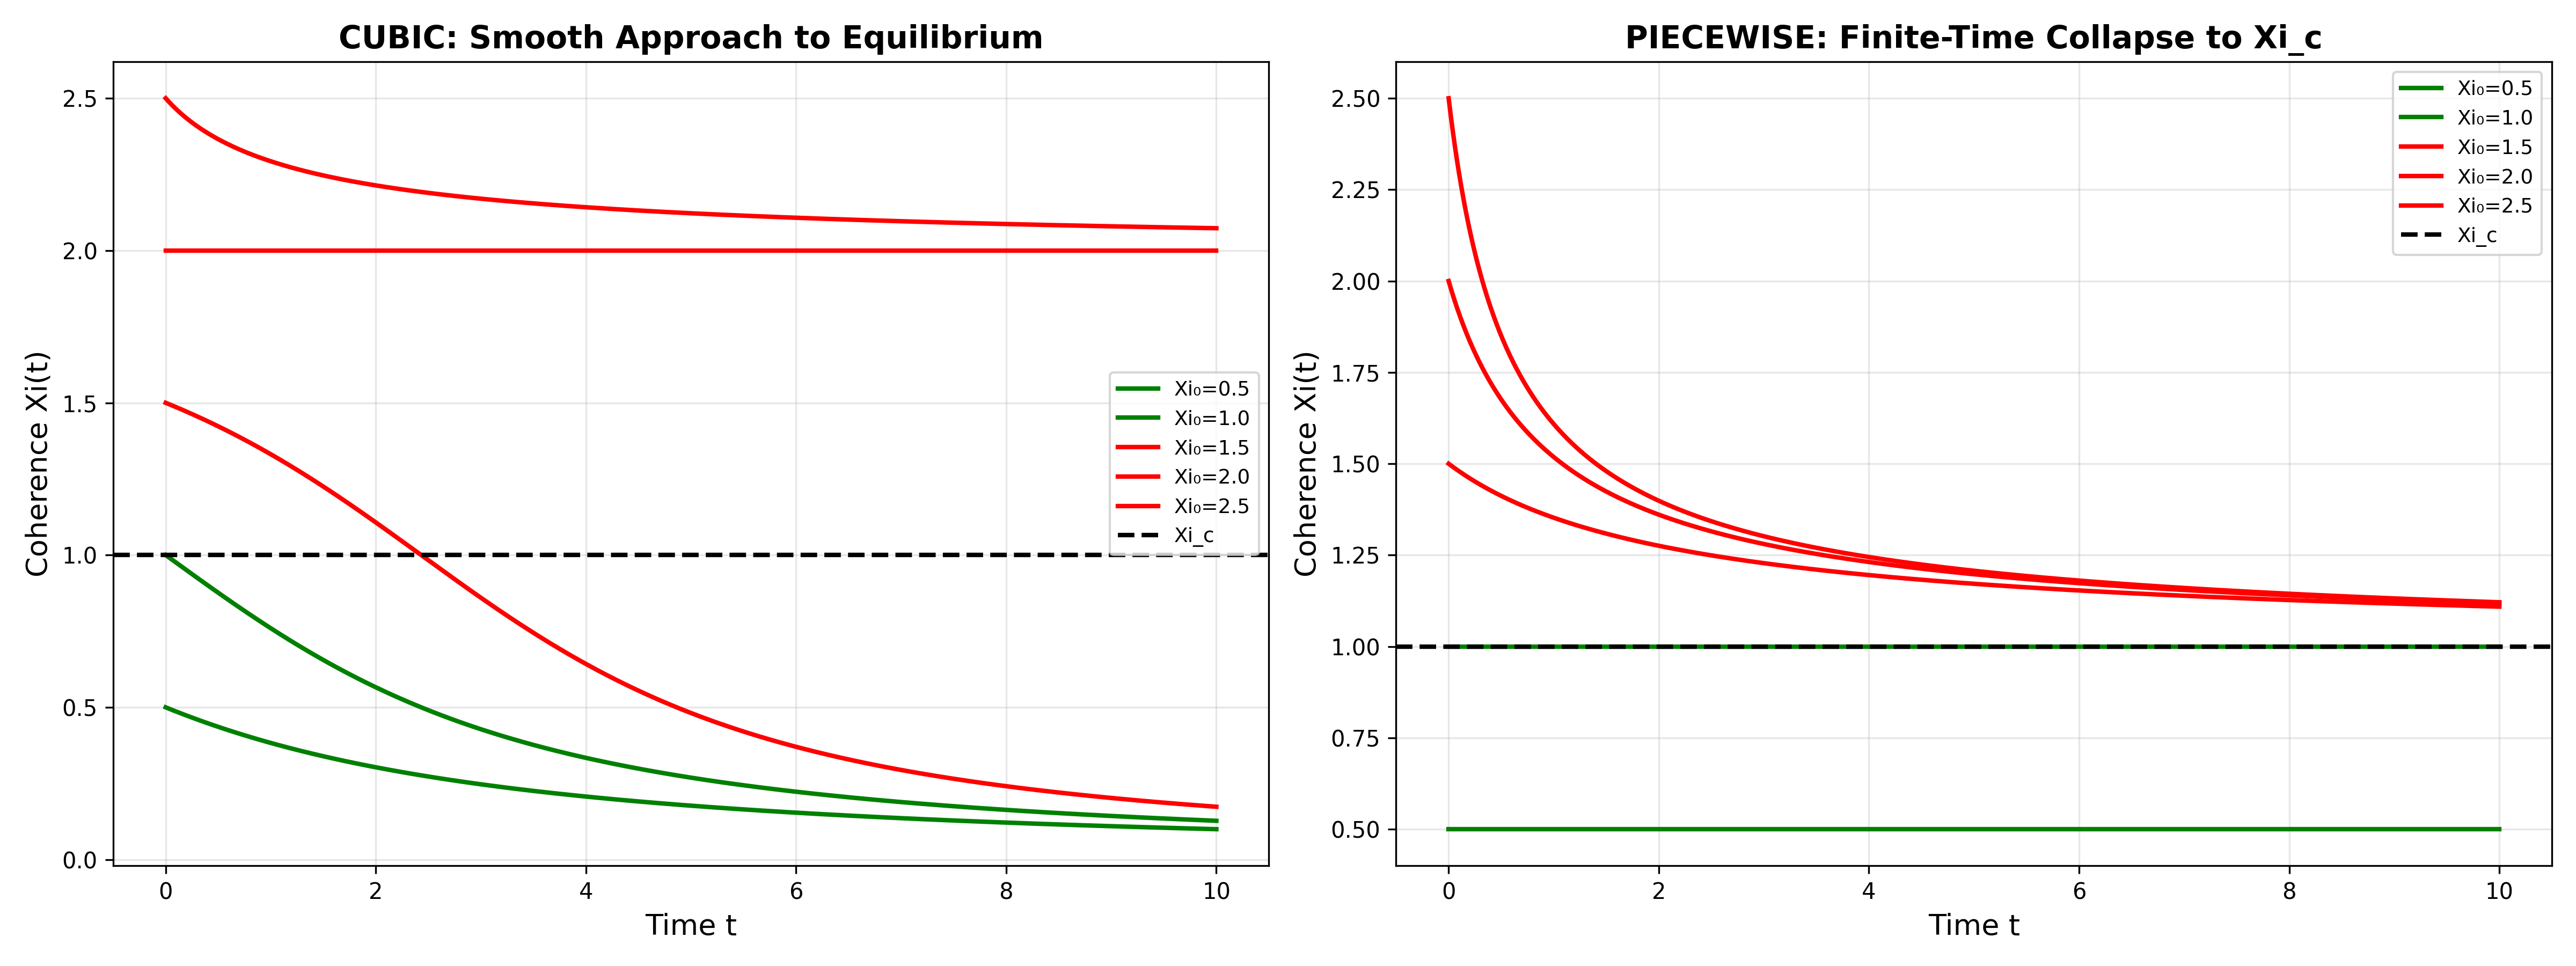 CUBIC: Smooth Approach to Equilibrium
Coherence Xi(t)
2.5
2.0
1.5
1.0
0.5
0.0
Xi₀=0.5
Xi₀=1.0
Xi₀=1.5
Xi₀=2.0
Xi₀=2.5
Xi_c
0 2 4 6 8 10
Time t
PIECEWISE: Finite-Time Collapse to Xi_c
Coherence Xi(t)
2.50
2.25
2.00
1.75
1.50
1.25
1.00
0.75
0.50
Xi₀=0.5
Xi₀=1.0
Xi₀=1.5
Xi₀=2.0
Xi₀=2.5
Xi_c
0 2 4 6 8 10
Time t